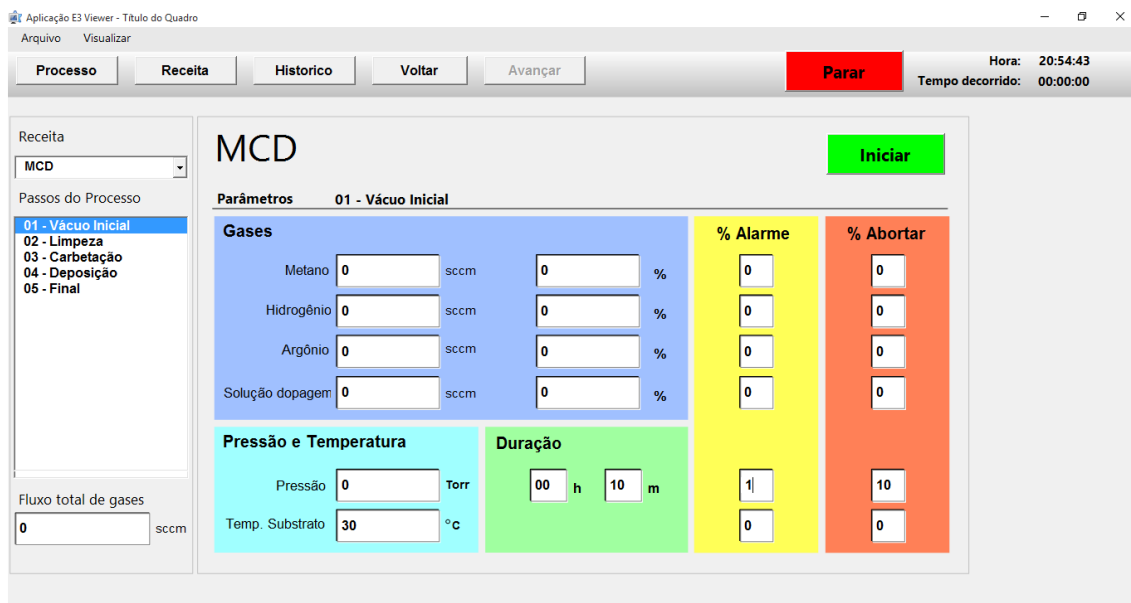 Aplicação E3 Viewer - Título do Quadro
Arquivo Visualizar
Processo Receita Historico Voltar Avançar Parar Hora: 20:54:43
Tempo decorrido: 00:00:00
Receita
MCD
Passos do Processo
01 - Vácuo Inicial
02 - Limpeza
03 - Carbetação
04 - Deposição
05 - Final
Fluxo total de gases
0 sccm
MCD Iniciar
Parâmetros 01 - Vácuo Inicial
Gases % Alarme % Abortar
Metano 0 sccm 0 % 0 0
Hidrogênio 0 sccm 0 % 0 0
Argônio 0 sccm 0 % 0 0
Solução dopagem 0 sccm 0 % 0 0
Pressão e Temperatura Duração
Pressão 0 Torr 00 h 10 m 1 10
Temp. Substrato 30 °C 0 0